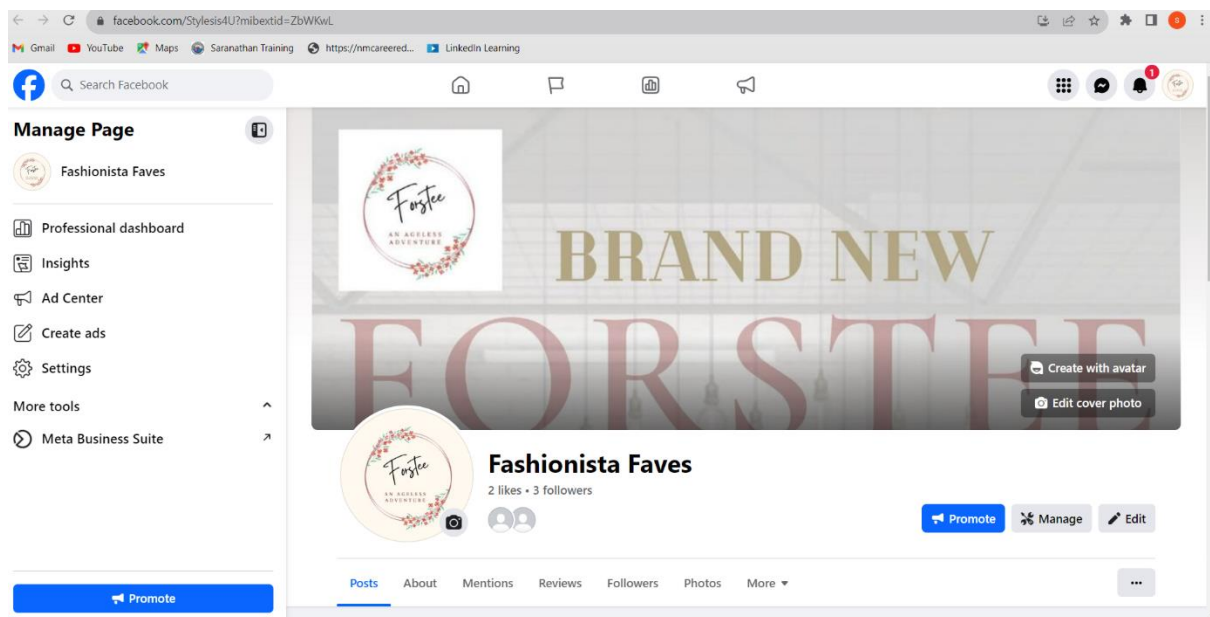 facebook.com/Stylesis4U?mibextid=ZbWKwL
S
Gmail YouTube Maps Saranathan Training https://nmcareered... LinkedIn Learning
Search Facebook
1
Manage Page
Fashionista Faves
Professional dashboard
Insights
Ad Center
Create ads
Settings
More tools
Meta Business Suite
Promote
Forstee
AN AGELESS
ADVENTURE
BRAND NEW
FORSTEE
Create with avatar
Edit cover photo
Forstee
AN AGELESS
ADVENTURE
Fashionista Faves
2 likes • 3 followers
Promote Manage Edit
Posts About Mentions Reviews Followers Photos More